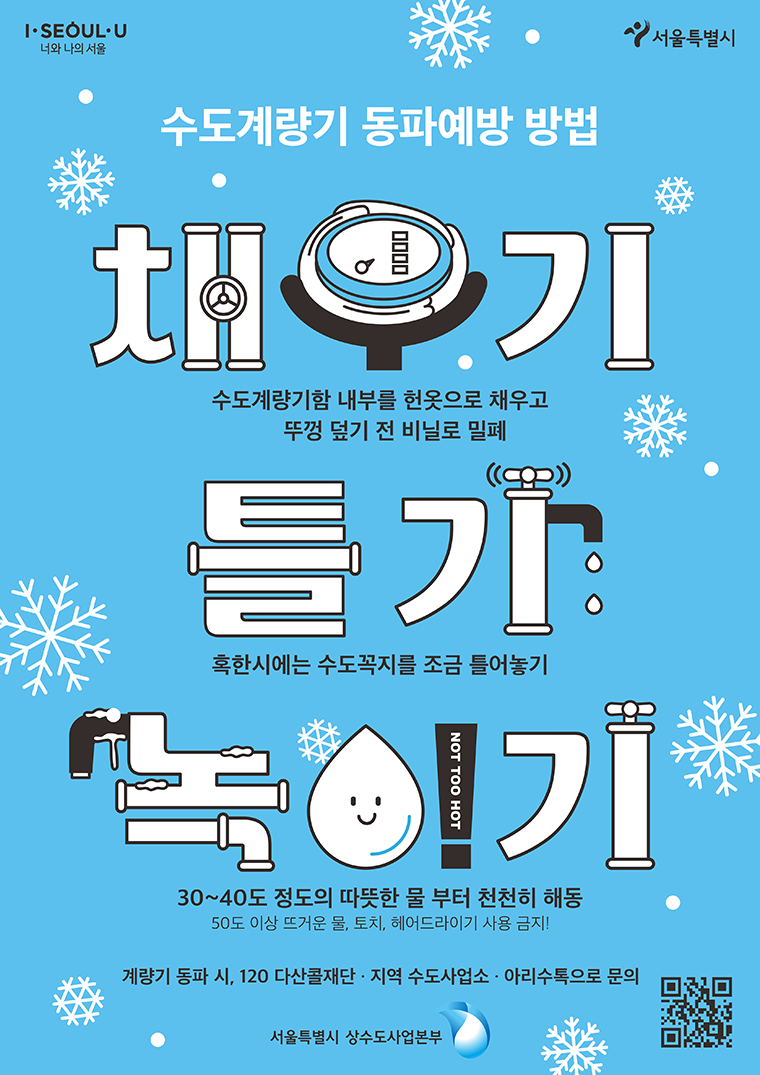 I·SEOUL·U
너와 나의 서울
서울특별시
수도계량기 동파예방 방법
채우기
수도계량기함 내부를 헌옷으로 채우고
뚜껑 덮기 전 비닐로 밀폐
틀기
혹한시에는 수도꼭지를 조금 틀어놓기
녹이기
NOT TOO HOT
30~40도 정도의 따뜻한 물 부터 천천히 해동
50도 이상 뜨거운 물, 토치, 헤어드라이기 사용 금지!
계량기 동파 시, 120 다산콜재단 · 지역 수도사업소 · 아리수톡으로 문의
서울특별시 상수도사업본부